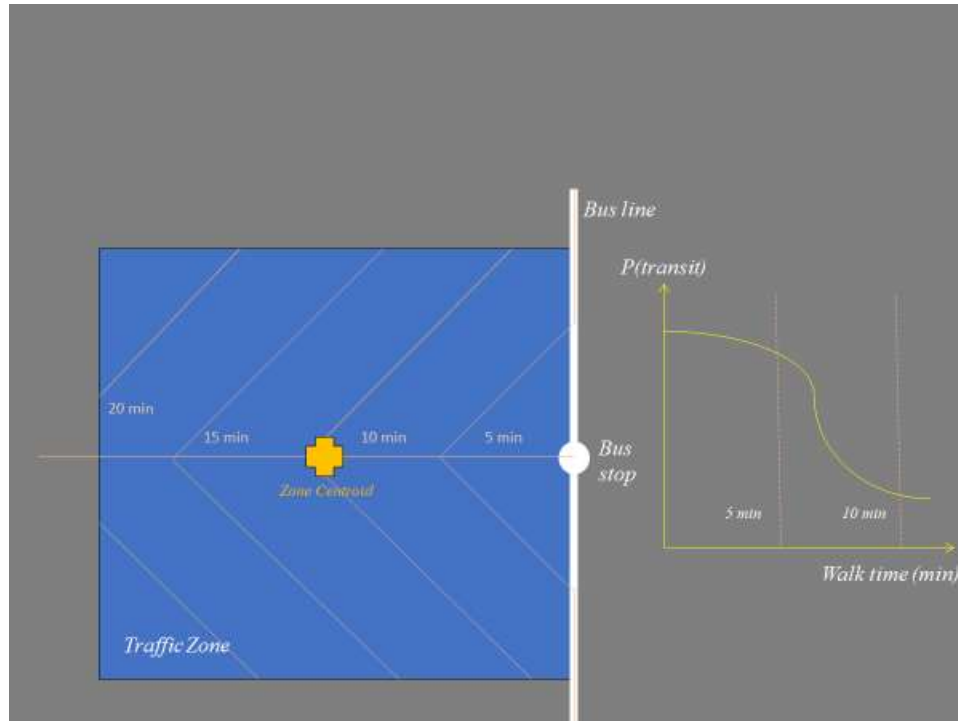 Bus line
P(transit)
20 min
15 min
10 min
5 min
Bus
stop
Zone Centroid
5 min
10 min
Walk time (min)
Traffic Zone